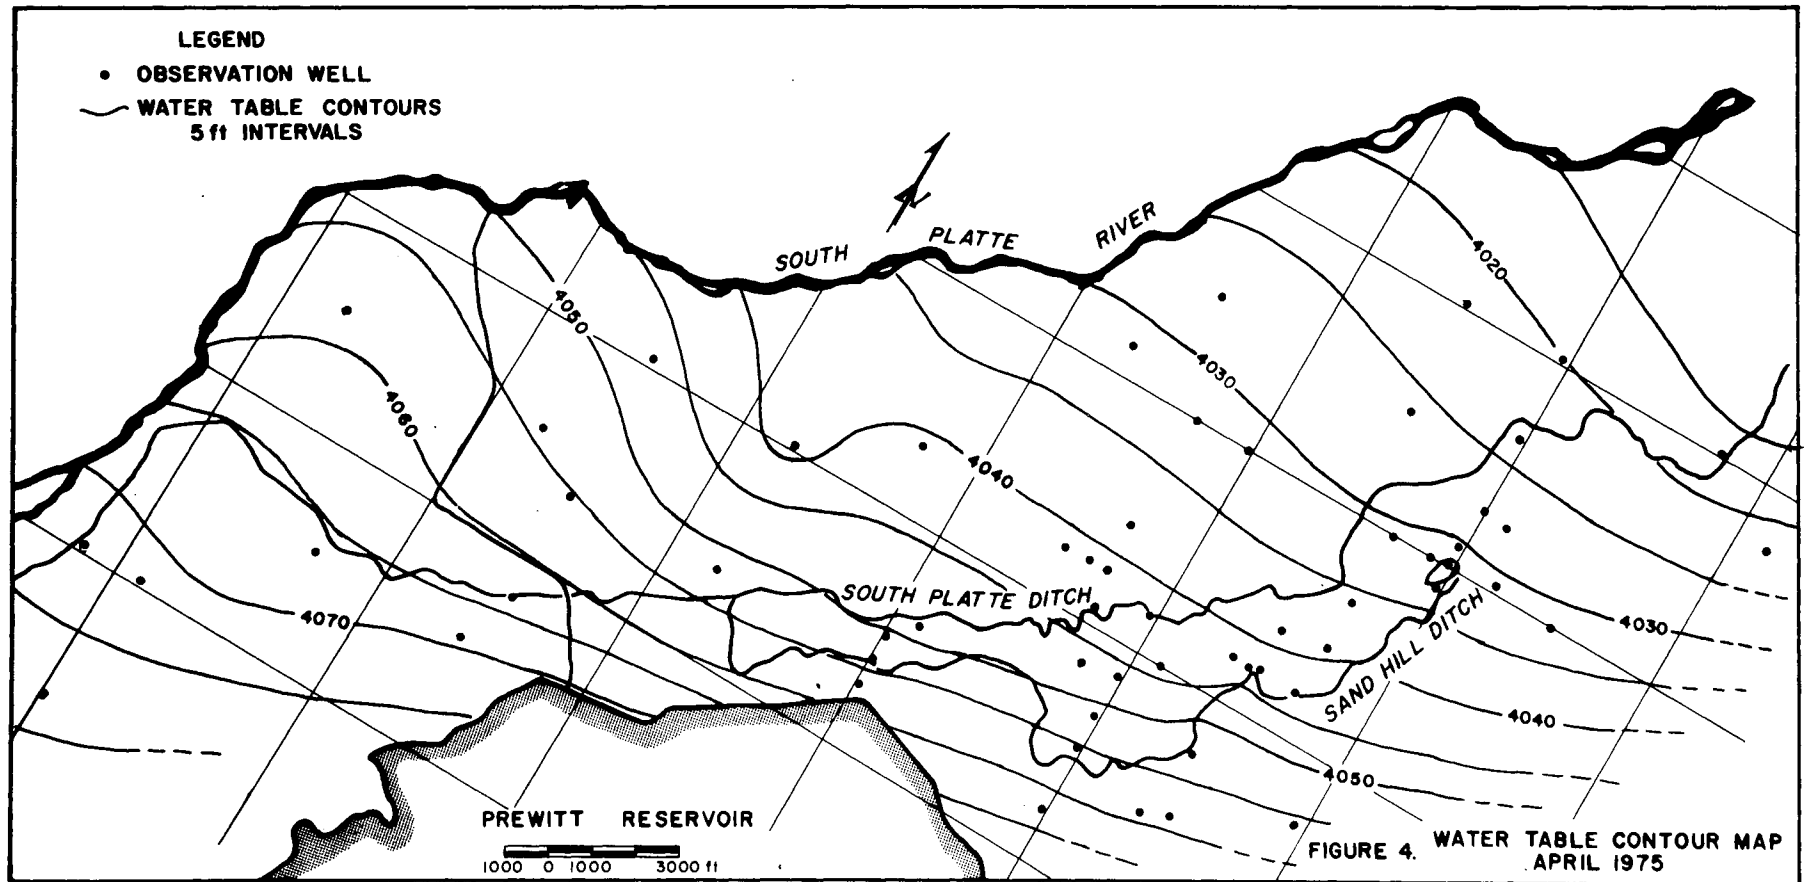 LEGEND
OBSERVATION WELL
WATER TABLE CONTOURS
5 ft INTERVALS
N
SOUTH PLATTE RIVER
4020
4050
4030
4060
4040
SOUTH PLATTE DITCH
4070
4030
SAND HILL DITCH
4040
4050
PREWITT RESERVOIR
1000 0 1000 3000 ft
FIGURE 4. WATER TABLE CONTOUR MAP
APRIL 1975